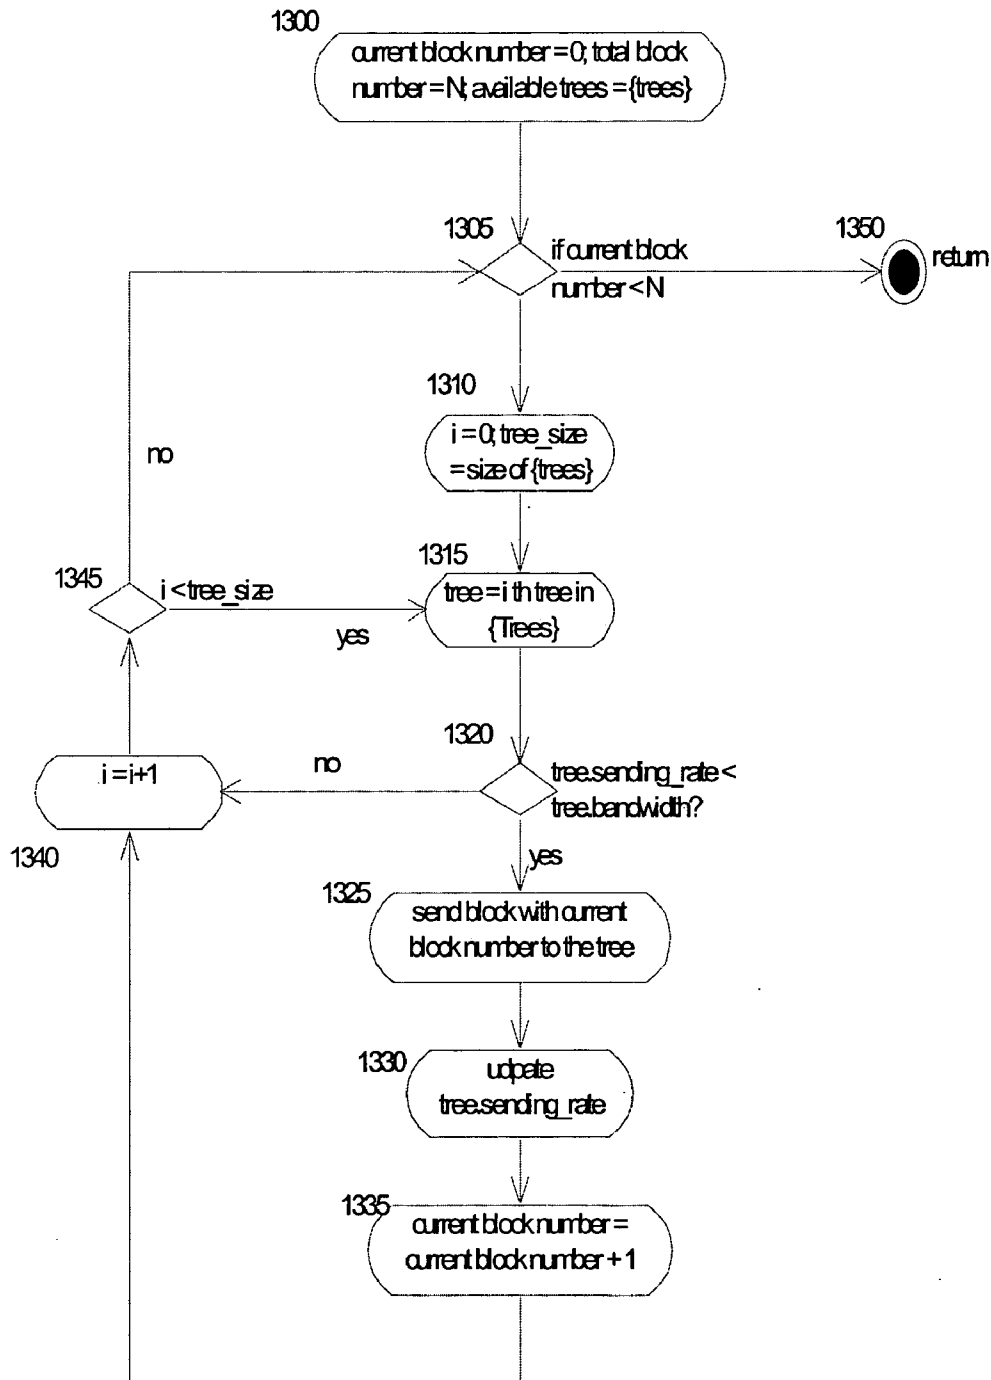 1300
current block number = 0; total block
number = N; available trees = {trees}
1305
if current block
number < N
1350
return
1310
i = 0; tree_size
= size of {trees}
no
1315
tree = i th tree in
{Trees}
1345
i < tree_size
yes
1320
tree.sending_rate <
tree.bandwidth?
no
i = i+1
1340
yes
1325
send block with current
block number to the tree
1330
udpate
tree.sending_rate
1335
current block number =
current block number + 1